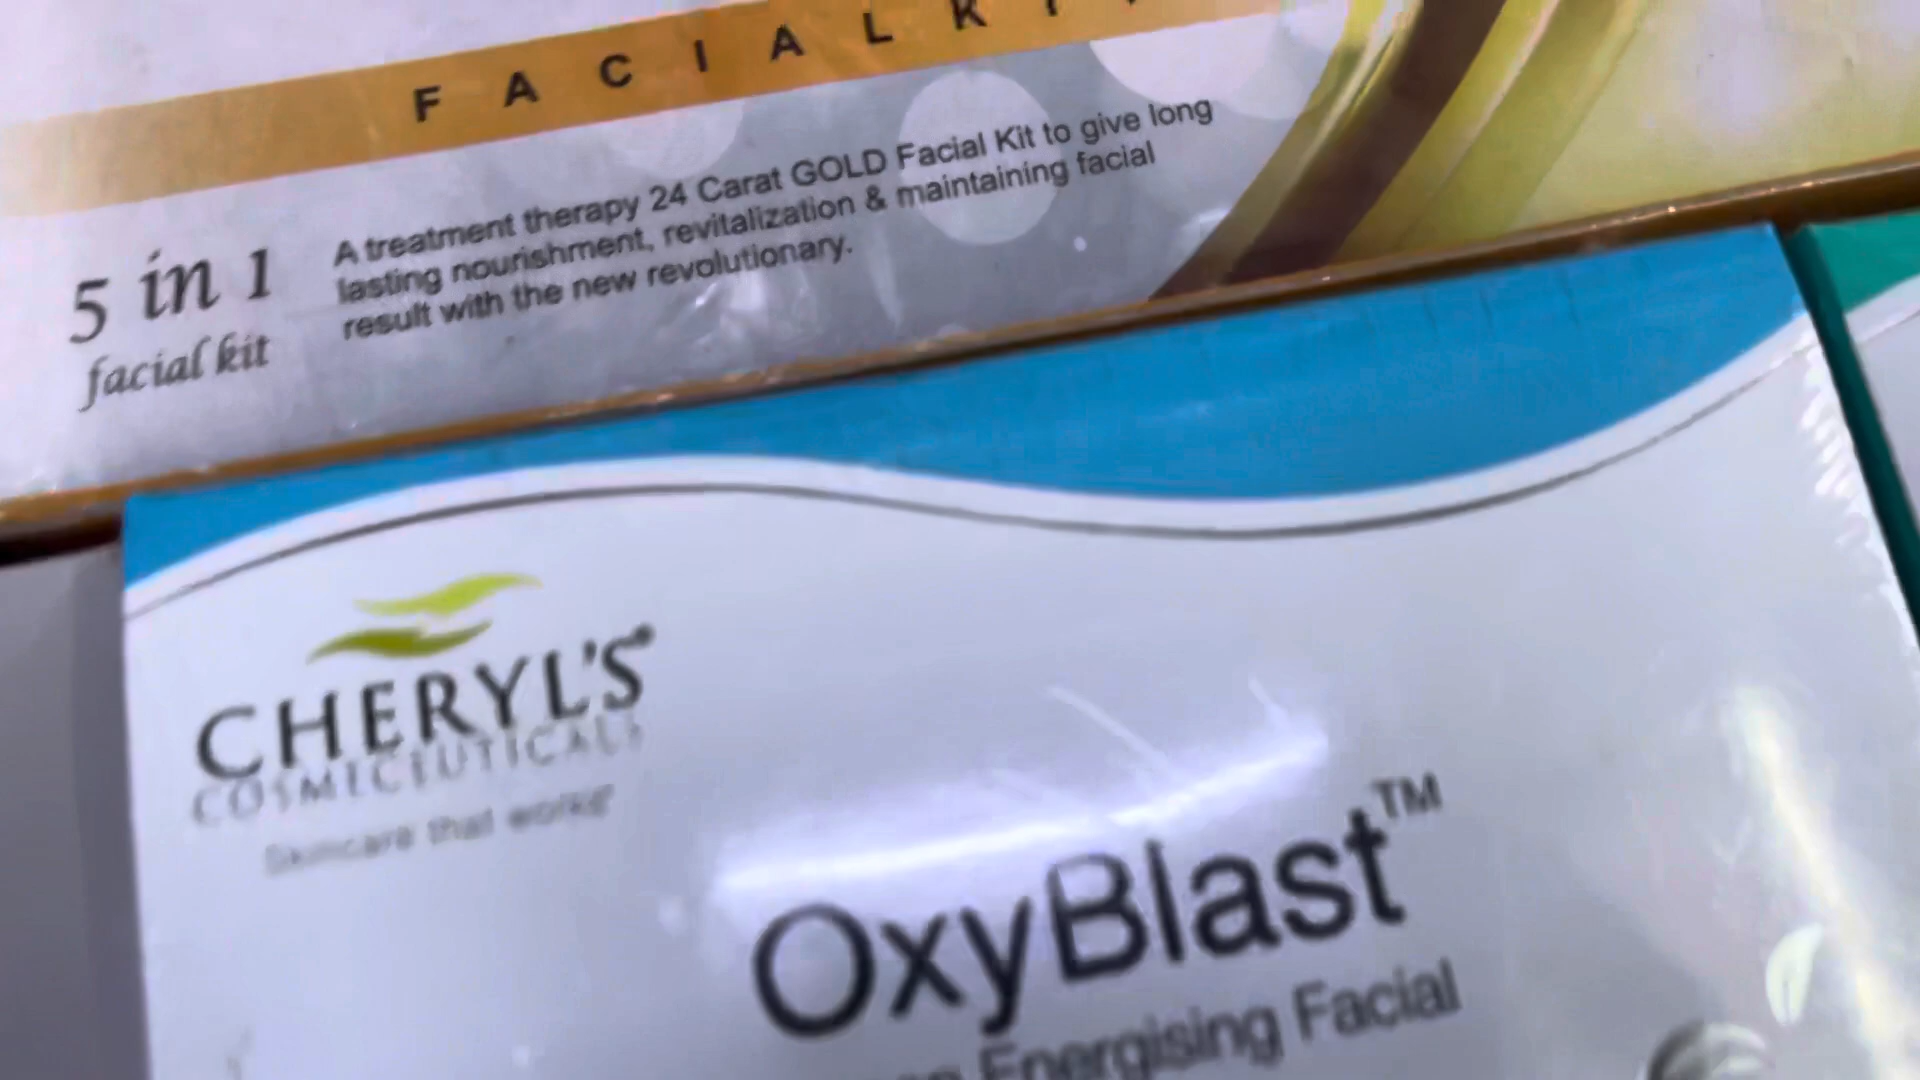 FACIAL KIT
5 in 1
facial kit
A treatment therapy 24 Carat GOLD Facial Kit to give long
lasting nourishment, revitalization & maintaining facial
result with the new revolutionary.
CHERYL'S®
COSMECEUTICALS
Skincare that works
OxyBlast™
Energising Facial